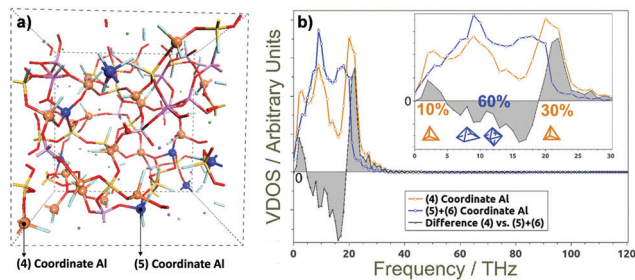 a)
(4) Coordinate Al
(5) Coordinate Al
b)
VDOS / Arbitrary Units
0
0
10%
60%
30%
0
5
10
15
20
25
30
(4) Coordinate Al
(5)+(6) Coordinate Al
Difference (4) vs. (5)+(6)
0
20
40
60
80
100
120
Frequency / THz